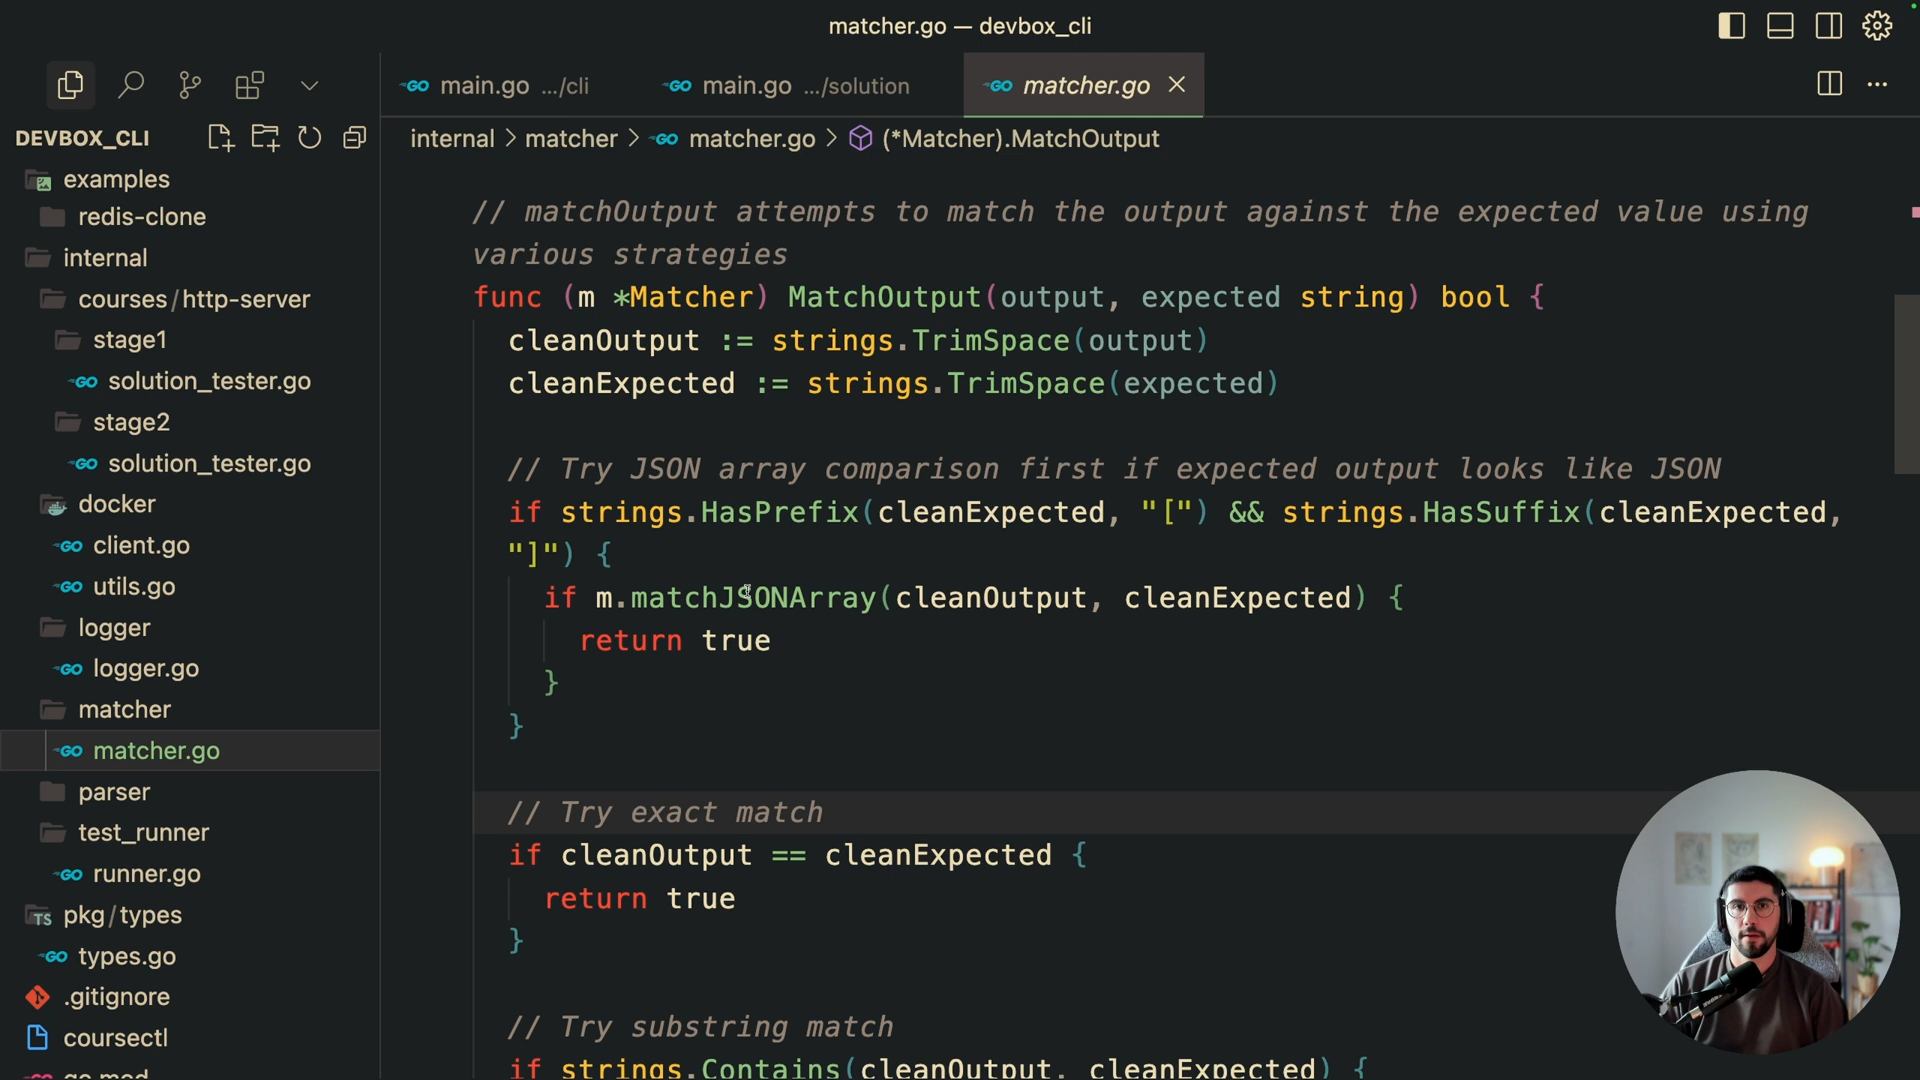 matcher.go — devbox_cli
main.go .../cli
main.go .../solution
matcher.go
DEVBOX_CLI
internal > matcher > matcher.go > (*Matcher).MatchOutput
examples
redis-clone
internal
courses/http-server
stage1
solution_tester.go
stage2
solution_tester.go
docker
client.go
utils.go
logger
logger.go
matcher
matcher.go
parser
test_runner
runner.go
pkg/types
types.go
.gitignore
coursectl
go.mod
// matchOutput attempts to match the output against the expected value using
various strategies
func (m *Matcher) MatchOutput(output, expected string) bool {
cleanOutput := strings.TrimSpace(output)
cleanExpected := strings.TrimSpace(expected)
// Try JSON array comparison first if expected output looks like JSON
if strings.HasPrefix(cleanExpected, "[") && strings.HasSuffix(cleanExpected,
"]") {
if m.matchJSONArray(cleanOutput, cleanExpected) {
return true
}
}
// Try exact match
if cleanOutput == cleanExpected {
return true
}
// Try substring match
if strings.Contains(cleanOutput, cleanExpected) {